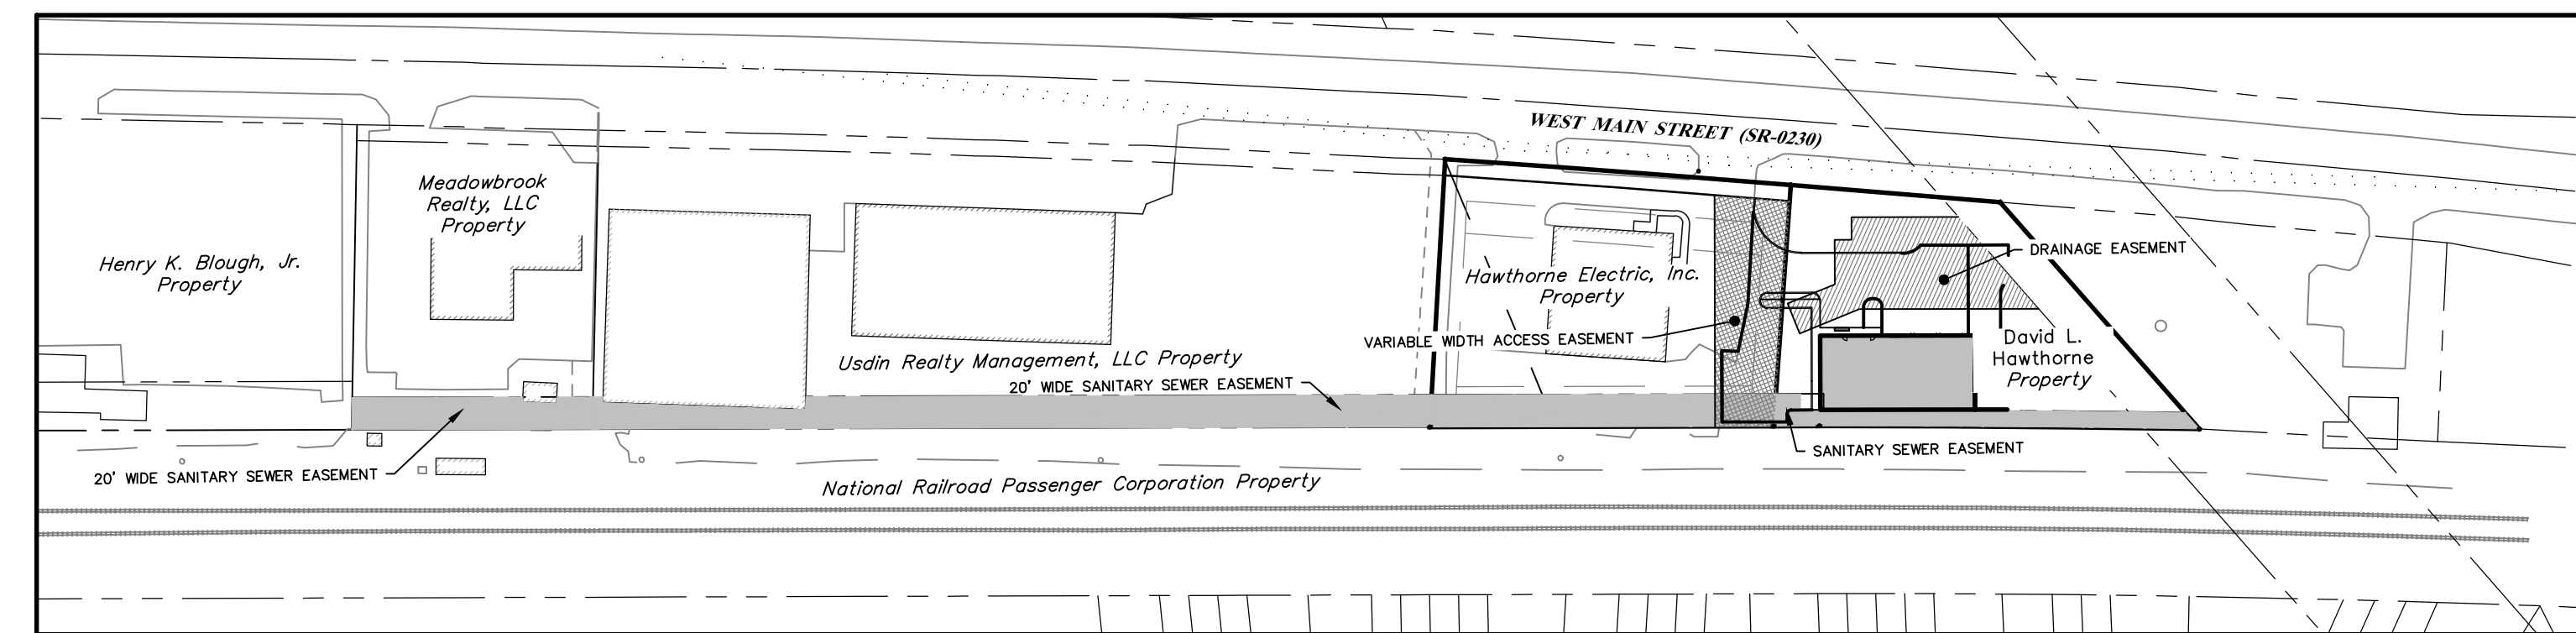 WEST MAIN STREET (SR-0230)
Meadowbrook
Realty, LLC
Property
Henry K. Blough, Jr.
Property
Hawthorne Electric, Inc.
Property
DRAINAGE EASEMENT
VARIABLE WIDTH ACCESS EASEMENT
David L.
Hawthorne
Property
Usdin Realty Management, LLC Property
20' WIDE SANITARY SEWER EASEMENT
SANITARY SEWER EASEMENT
20' WIDE SANITARY SEWER EASEMENT
National Railroad Passenger Corporation Property